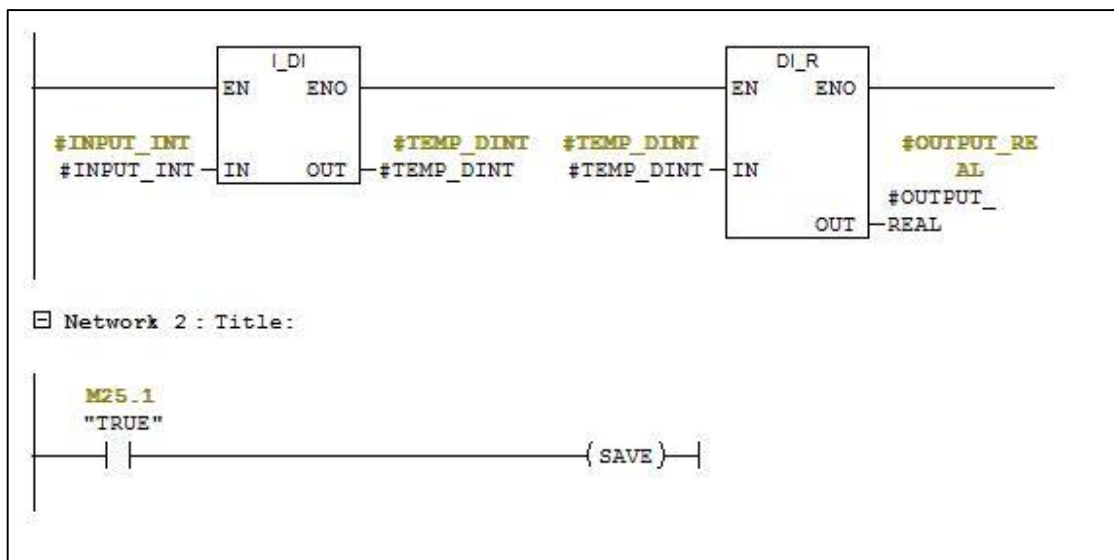 I_DI DI_R
EN ENO EN ENO
#INPUT_INT #TEMP_DINT #TEMP_DINT #OUTPUT_RE
#INPUT_INT IN OUT #TEMP_DINT #TEMP_DINT IN AL
#OUTPUT_
OUT REAL
Network 2 : Title:
M25.1
"TRUE"
SAVE